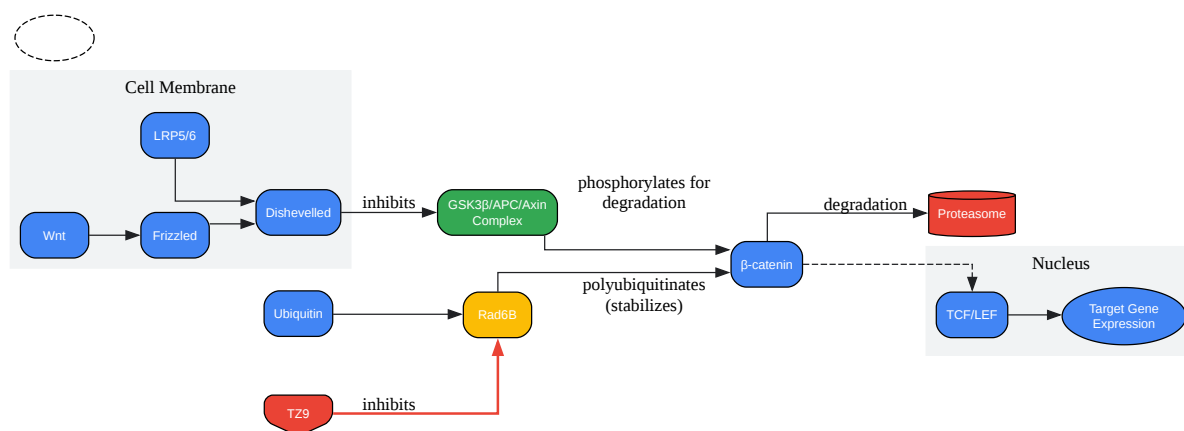 Cell Membrane
LRP5/6
Wnt
Frizzled
Dishevelled
inhibits
GSK3β/APC/Axin
Complex
phosphorylates for
degradation
degradation
Proteasome
β-catenin
Nucleus
polyubiquitinates
(stabilizes)
Ubiquitin
Rad6B
TCF/LEF
Target Gene
Expression
TZ9
inhibits